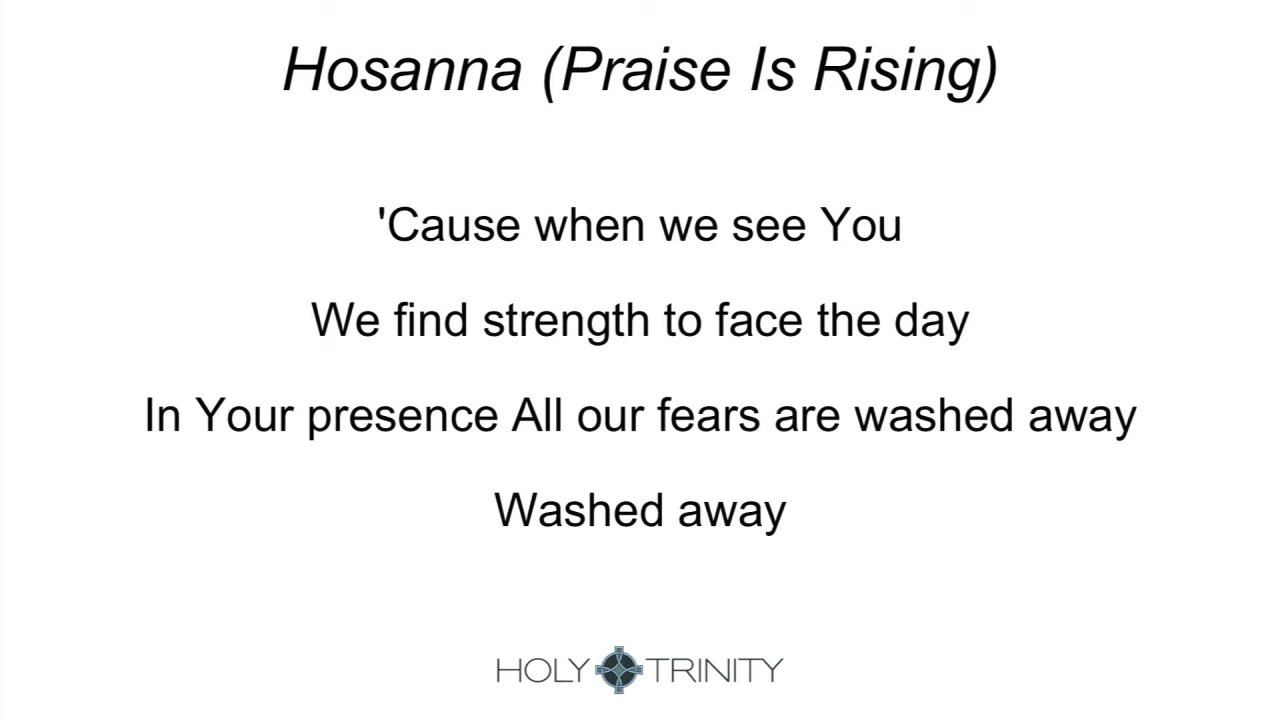 Hosanna (Praise Is Rising)
'Cause when we see You
We find strength to face the day
In Your presence All our fears are washed away
Washed away
HOLY TRINITY